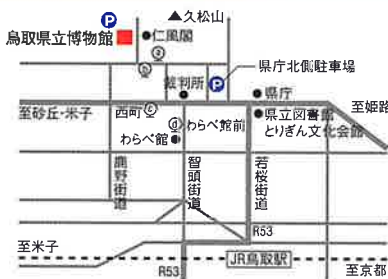 P
▲久松山
鳥取県立博物館
仁風閣
a
b
P
県庁北側駐車場
裁判所
県庁
至姫路
至砂丘・米子
西町
c
県立図書館
とりぎん文化会館
d
わらべ館前
わらべ館
鹿野街道
智頭街道
若桜街道
R53
至米子
JR鳥取駅
R53
至京都